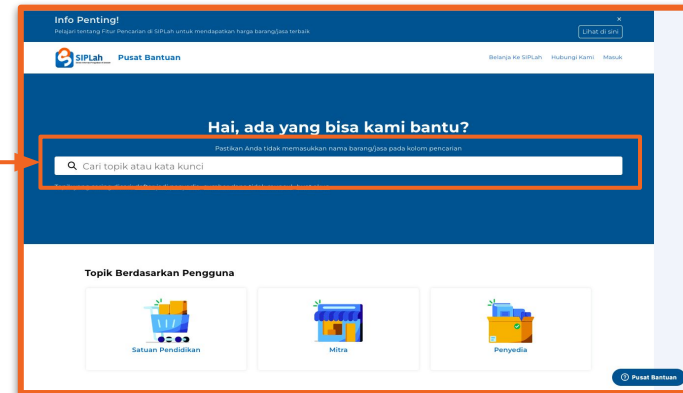 Info Penting!
×
Pelajari tentang Fitur Pencarian di SIPLah untuk mendapatkan harga barang/jasa terbaik
Lihat di sini
SIPLah Pusat Bantuan
Belanja Ke SIPLah Hubungi Kami Masuk
Hai, ada yang bisa kami bantu?
Pastikan Anda tidak memasukkan nama barang/jasa pada kolom pencarian
Cari topik atau kata kunci
Topik Berdasarkan Pengguna
Satuan Pendidikan
Mitra
Penyedia
Pusat Bantuan